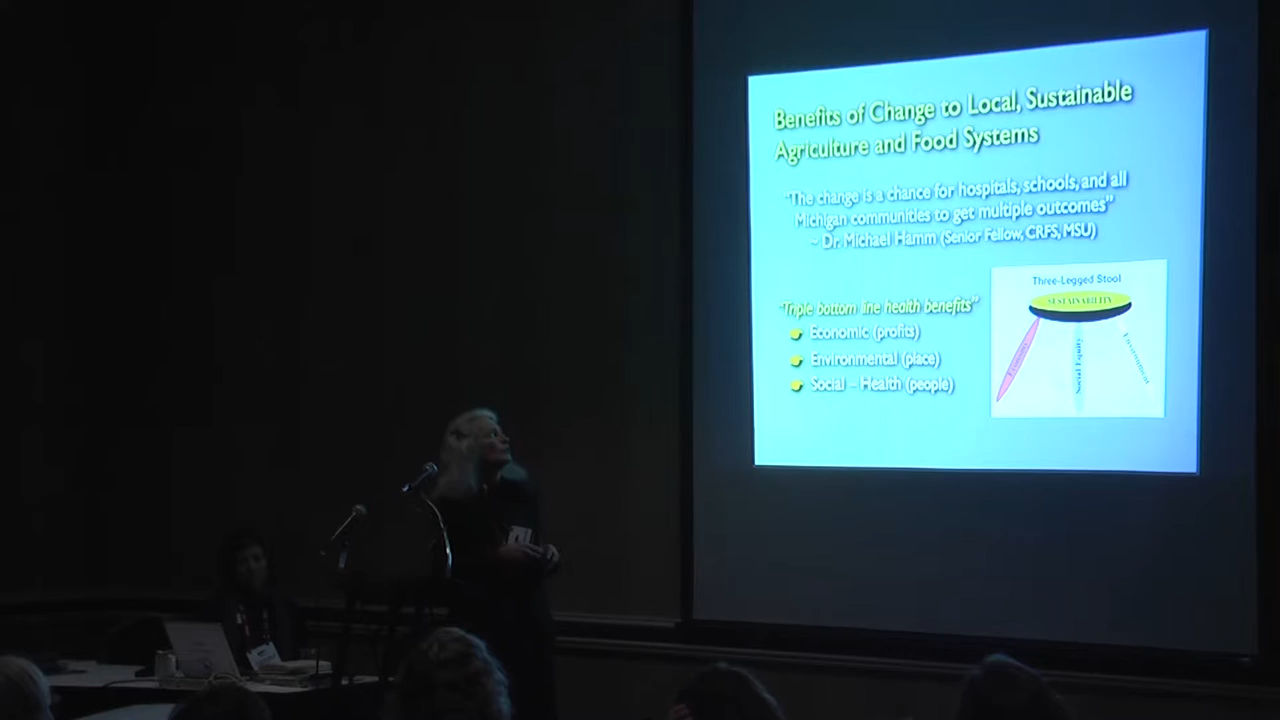 Benefits of Change to Local, Sustainable
Agriculture and Food Systems
"The change is a chance for hospitals, schools, and all
Michigan communities to get multiple outcomes"
~ Dr. Michael Hamm (Senior Fellow, CRFS, MSU)
"Triple bottom line health benefits"
Economic (profits)
Environmental (place)
Social – Health (people)
Three-Legged Stool
SUSTAINABILITY
Economy
Social Equity
Environment